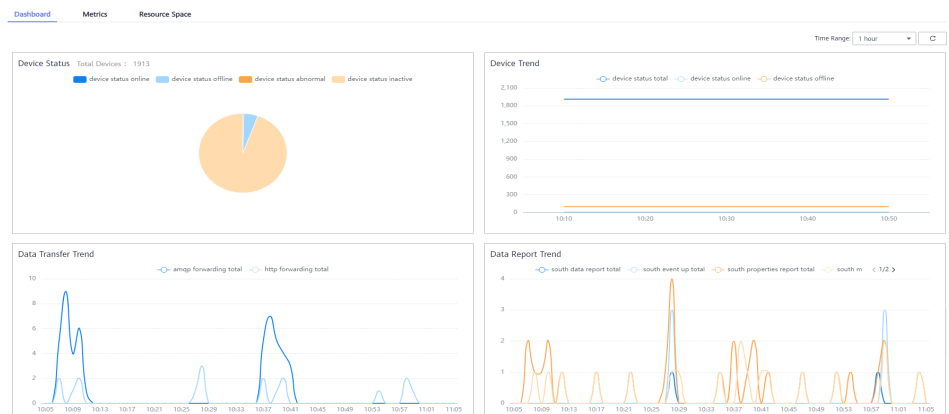 Dashboard Metrics Resource Space
Time Range: 1 hour
Device Status Total Devices : 1913
device status online device status offline device status abnormal device status inactive
Device Trend
device status total device status online device status offline
2,100
1,800
1,500
1,200
900
600
300
0
10:10 10:20 10:30 10:40 10:50
Data Transfer Trend
amqp forwarding total http forwarding total
10
8
6
4
2
0
10:05 10:09 10:13 10:17 10:21 10:25 10:29 10:33 10:37 10:41 10:45 10:49 10:53 10:57 11:01 11:05
Data Report Trend
south data report total south event up total south properties report total south m < 1/2 >
4
3
2
1
0
10:05 10:09 10:13 10:17 10:21 10:25 10:29 10:33 10:37 10:41 10:45 10:49 10:53 10:57 11:01 11:05